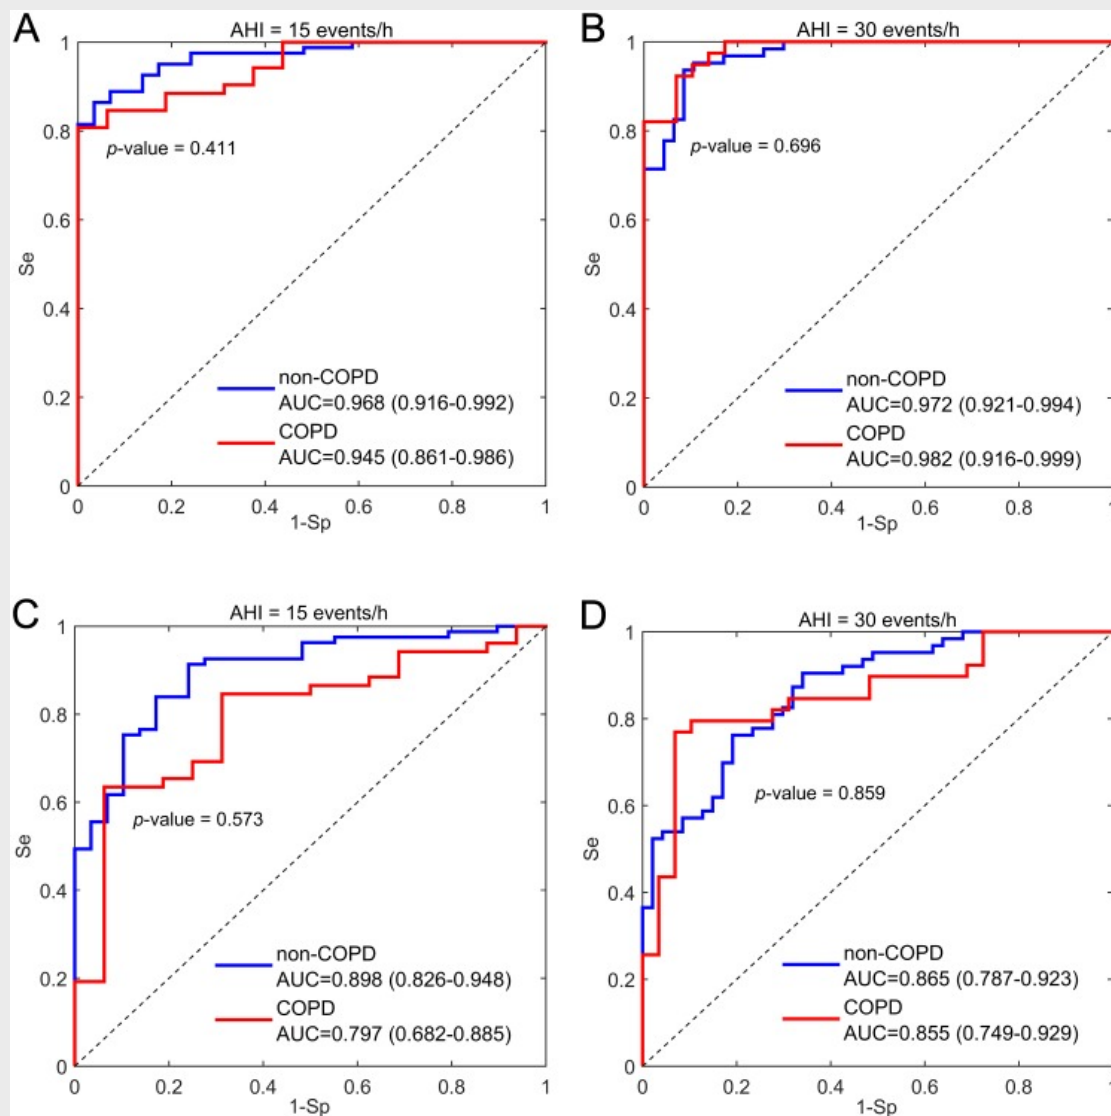 A
AHI = 15 events/h
1
0.8
0.6
0.4
0.2
0
Se
p-value = 0.411
non-COPD
AUC=0.968 (0.916-0.992)
COPD
AUC=0.945 (0.861-0.986)
0 0.2 0.4 0.6 0.8 1
1-Sp
B
AHI = 30 events/h
1
0.8
0.6
0.4
0.2
0
Se
p-value = 0.696
non-COPD
AUC=0.972 (0.921-0.994)
COPD
AUC=0.982 (0.916-0.999)
0 0.2 0.4 0.6 0.8 1
1-Sp
C
AHI = 15 events/h
1
0.8
0.6
0.4
0.2
0
Se
p-value = 0.573
non-COPD
AUC=0.898 (0.826-0.948)
COPD
AUC=0.797 (0.682-0.885)
0 0.2 0.4 0.6 0.8 1
1-Sp
D
AHI = 30 events/h
1
0.8
0.6
0.4
0.2
0
Se
p-value = 0.859
non-COPD
AUC=0.865 (0.787-0.923)
COPD
AUC=0.855 (0.749-0.929)
0 0.2 0.4 0.6 0.8 1
1-Sp